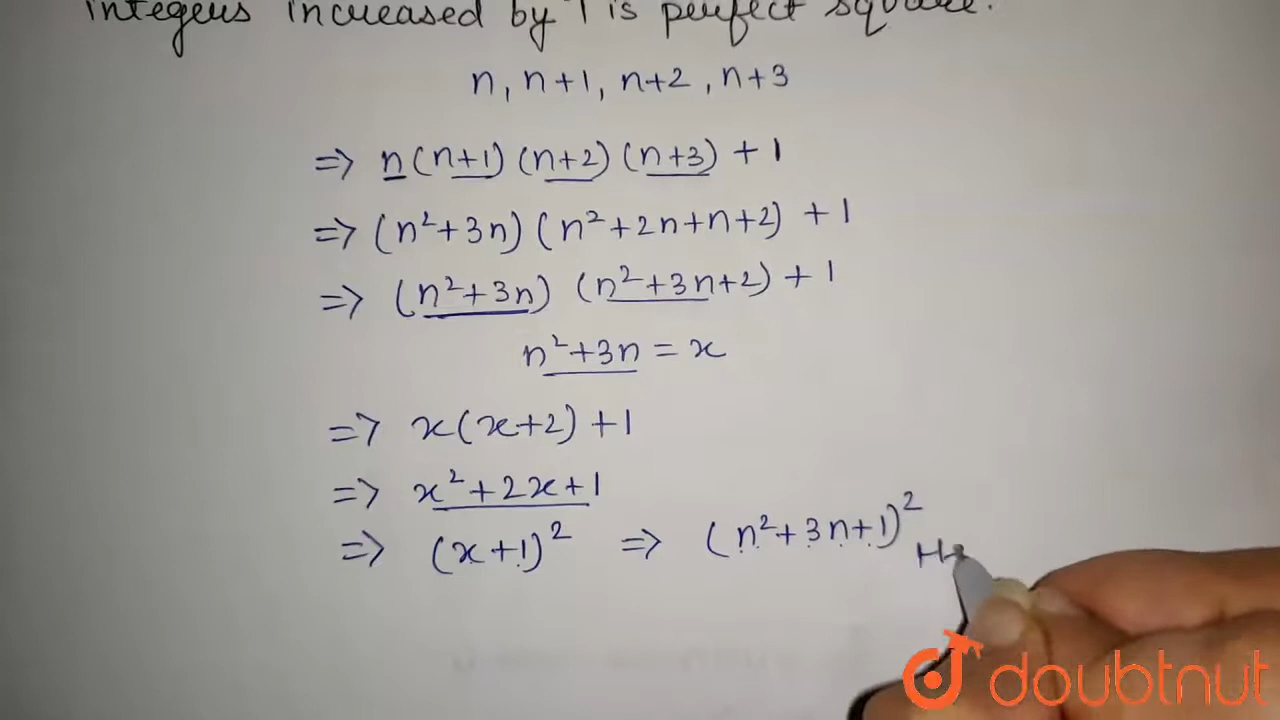 integers increased by 1 is perfect square.
n, n+1, n+2, n+3
=> n(n+1)(n+2)(n+3) + 1
=> (n²+3n)(n²+2n+n+2) + 1
=> (n²+3n) (n²+3n+2) + 1
n²+3n = x
=> x(x+2)+1
=> x²+2x+1
=> (x+1)² => (n²+3n+1)²
doubtnut